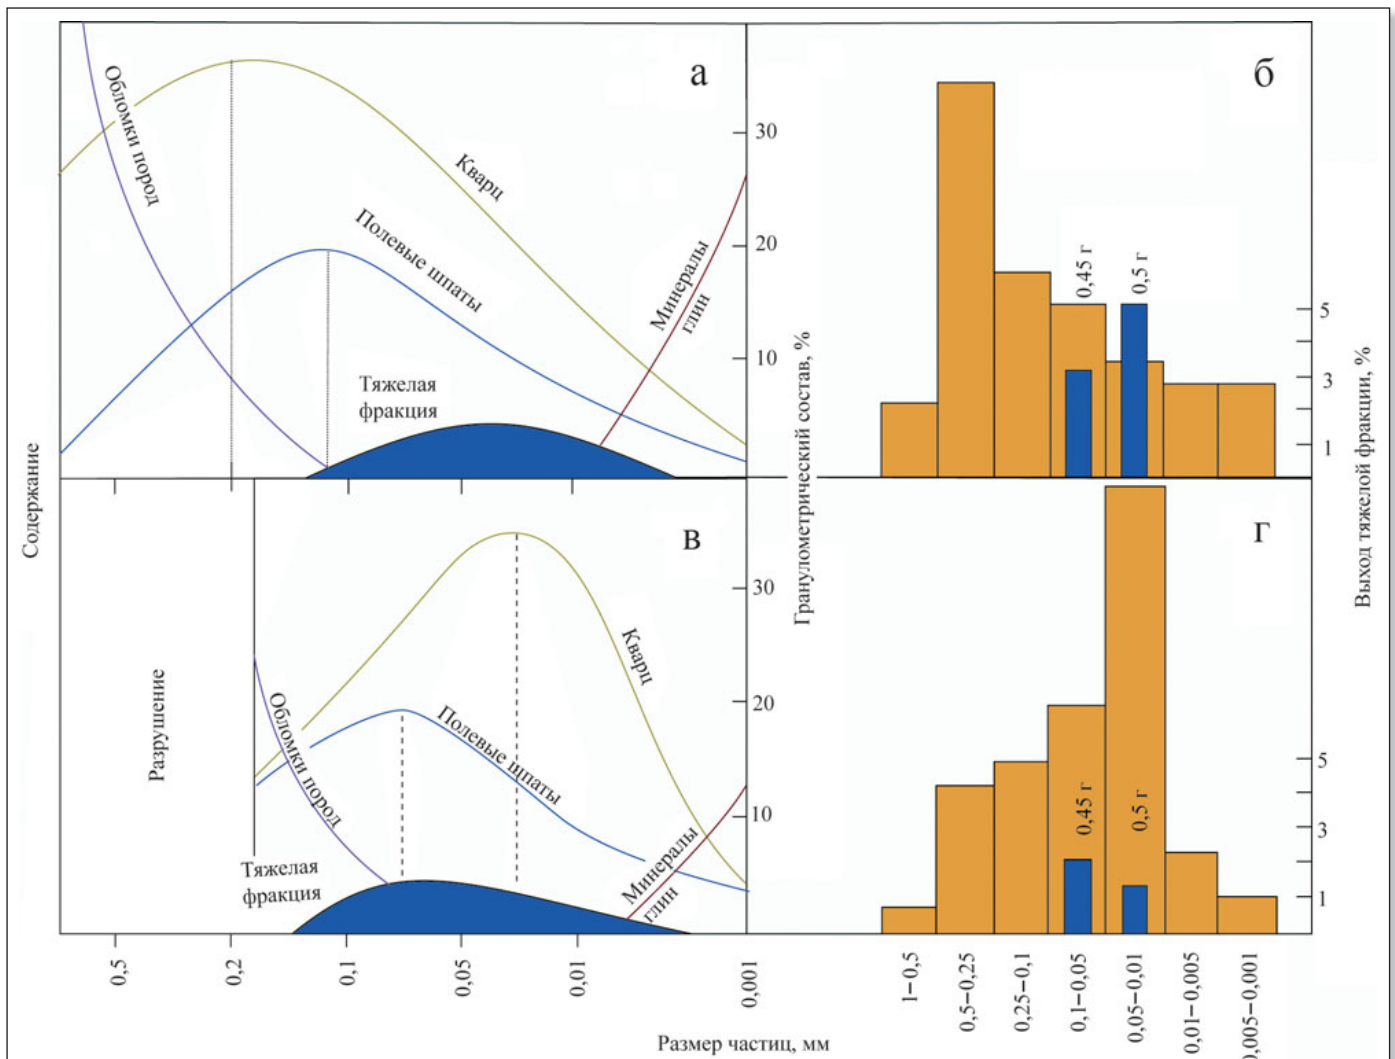 а
Обломки пород
Кварц
Полевые шпаты
Минералы
глин
Тяжелая
фракция
30
20
10
б
0,45 г
0,5 г
5
3
1
Содержание
Гранулометрический состав, %
Выход тяжелой фракции, %
в
Разрушение
Обломки пород
Кварц
Полевые шпаты
Минералы
глин
Тяжелая
фракция
30
20
10
г
0,45 г
0,5 г
5
3
1
0,5
0,2
0,1
0,05
0,01
0,001
1–0,5
0,5–0,25
0,25–0,1
0,1–0,05
0,05–0,01
0,01–0,005
0,005–0,001
Размер частиц, мм